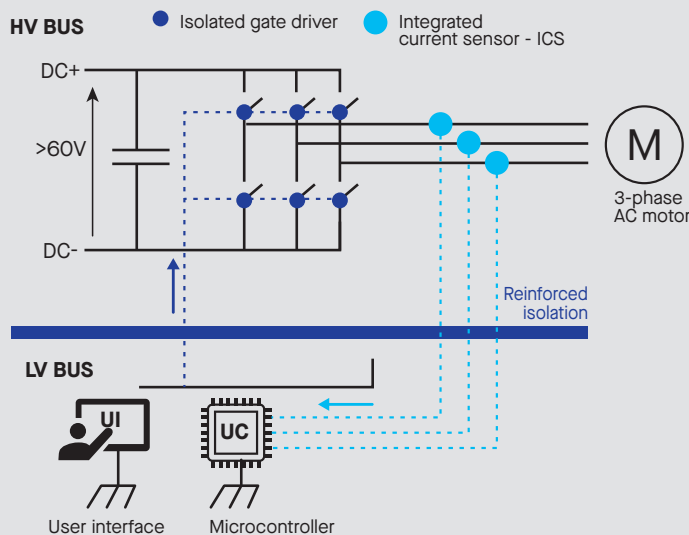 HV BUS
Isolated gate driver
Integrated
current sensor - ICS
DC+
>60V
DC-
M
3-phase
AC motor
Reinforced
isolation
LV BUS
UI
UC
User interface
Microcontroller